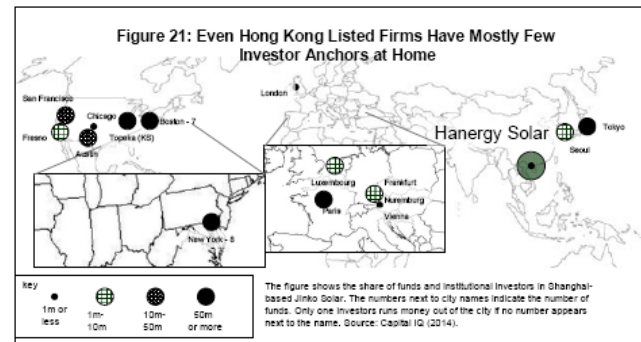 Figure 21: Even Hong Kong Listed Firms Have Mostly Few
Investor Anchors at Home
San Francisco
Chicago
Boston - 7
London
Tokyo
Hanergy Solar
Fresno
Topeka (KS)
Seoul
Austin
Luxembourg
Frankfurt
Nuremburg
Paris
Vienna
New York - 8
key
1m or
less
1m-
10m
10m-
50m
50m
or more
The figure shows the share of funds and institutional investors in Shanghai-
based Jinko Solar. The numbers next to city names indicate the number of
funds. Only one investors runs money out of the city if no number appears
next to the name. Source: Capital IQ (2014).